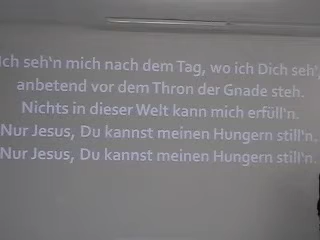 Ich seh'n mich nach dem Tag, wo ich Dich seh',
anbetend vor dem Thron der Gnade steh.
Nichts in dieser Welt kann mich erfüll'n.
Nur Jesus, Du kannst meinen Hungern still'n.
Nur Jesus, Du kannst meinen Hungern still'n.